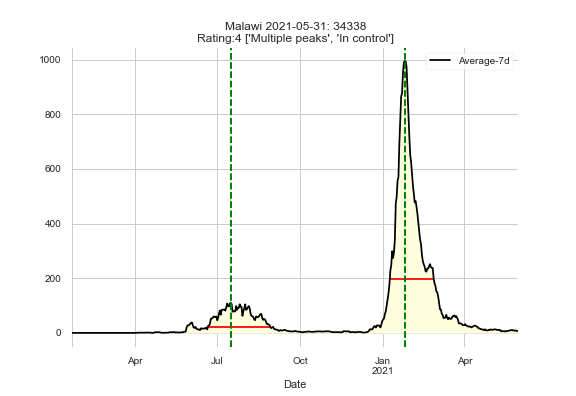 Malawi 2021-05-31: 34338
Rating:4 ['Multiple peaks', 'In control']
Average-7d
1000
800
600
400
200
0
Apr
Jul
Oct
Jan
2021
Apr
Date